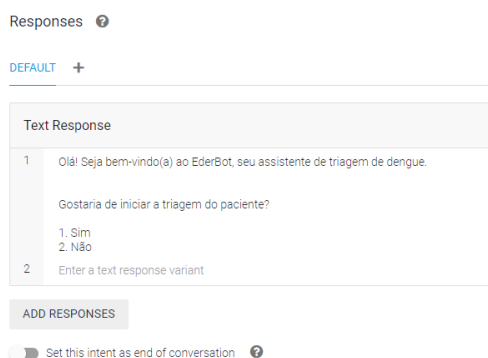 Responses ?
DEFAULT +
Text Response
1 Olá! Seja bem-vindo(a) ao EderBot, seu assistente de triagem de dengue.
Gostaria de iniciar a triagem do paciente?
1. Sim
2. Não
2 Enter a text response variant
ADD RESPONSES
Set this intent as end of conversation ?